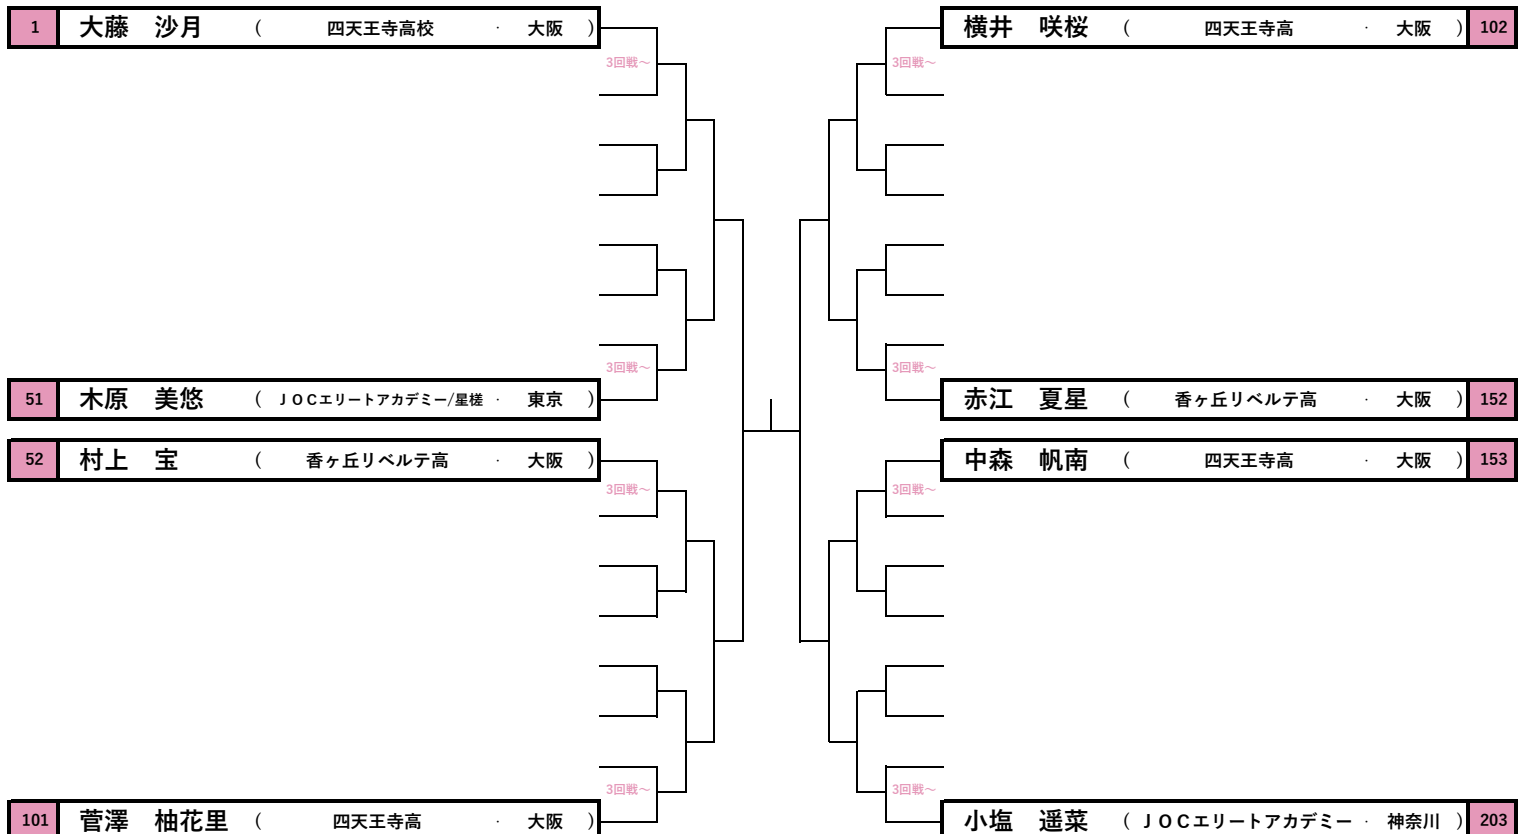 1 大藤 沙月 ( 四天王寺高校 · 大阪 )
3回戦～
3回戦～
51 木原 美悠 ( ＪＯＣエリートアカデミー/星槎 · 東京 )
52 村上 宝 ( 香ヶ丘リベルテ高 · 大阪 )
3回戦～
3回戦～
101 菅澤 柚花里 ( 四天王寺高 · 大阪 )
横井 咲桜 ( 四天王寺高 · 大阪 ) 102
3回戦～
3回戦～
赤江 夏星 ( 香ヶ丘リベルテ高 · 大阪 ) 152
中森 帆南 ( 四天王寺高 · 大阪 ) 153
3回戦～
3回戦～
小塩 遥菜 ( ＪＯＣエリートアカデミー · 神奈川 ) 203